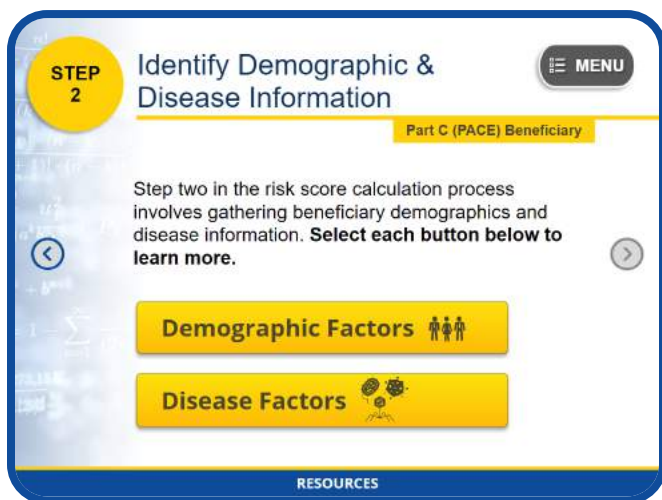 STEP
2
Identify Demographic &
Disease Information
MENU
Part C (PACE) Beneficiary
Step two in the risk score calculation process
involves gathering beneficiary demographics and
disease information. Select each button below to
learn more.
Demographic Factors
Disease Factors
RESOURCES